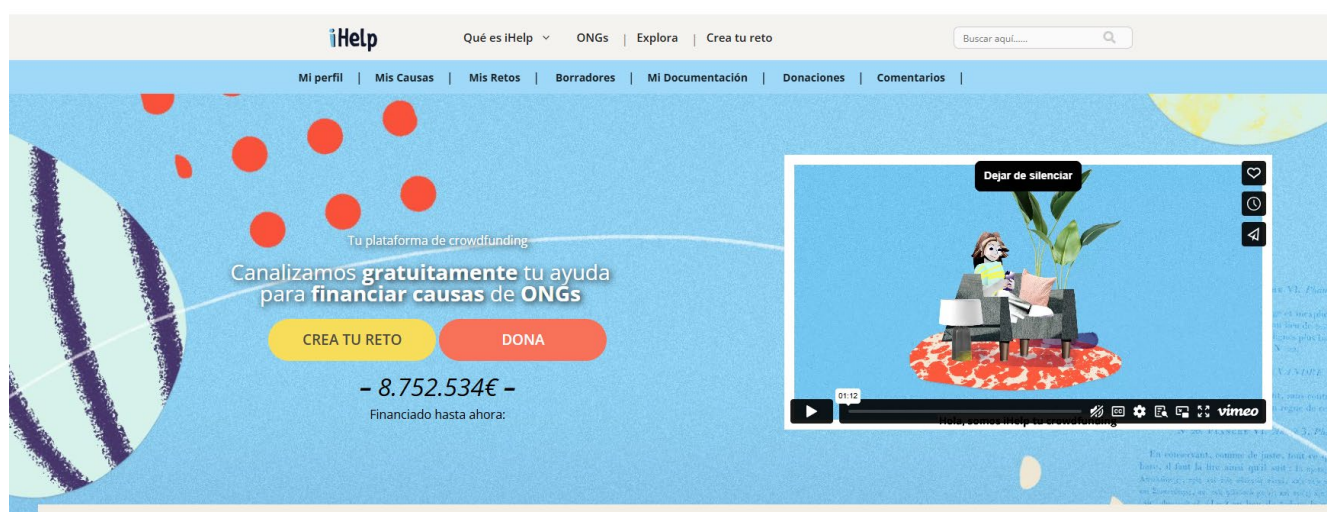 iHelp
Qué es iHelp
ONGs | Explora | Crea tu reto
Buscar aquí......
Mi perfil | Mis Causas | Mis Retos | Borradores | Mi Documentación | Donaciones | Comentarios |
Tu plataforma de crowdfunding
Canalizamos gratuitamente tu ayuda
para financiar causas de ONGs
CREA TU RETO
DONA
– 8.752.534€ –
Financiado hasta ahora:
Dejar de silenciar
01:12
CC
vimeo
Hola, somos iHelp tu crowdfunding